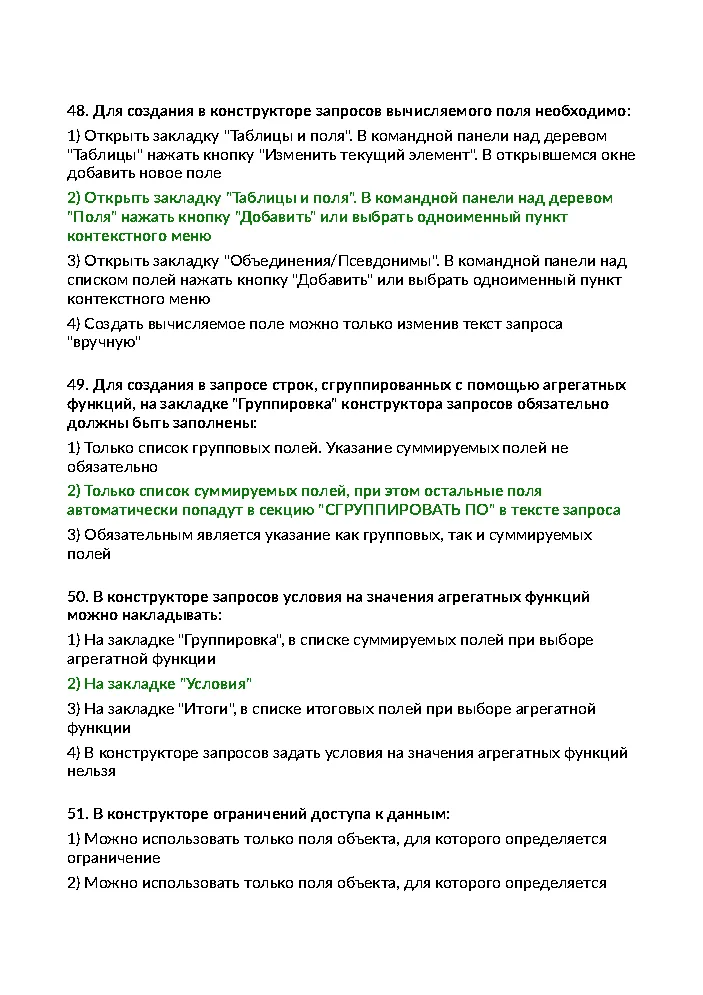 48. Для создания в конструкторе запросов вычисляемого поля необходимо:
1) Открыть закладку "Таблицы и поля". В командной панели над деревом
"Таблицы" нажать кнопку "Изменить текущий элемент". В открывшемся окне
добавить новое поле
2) Открыть закладку "Таблицы и поля". В командной панели над деревом
"Поля" нажать кнопку "Добавить" или выбрать одноименный пункт
контекстного меню
3) Открыть закладку "Объединения/Псевдонимы". В командной панели над
списком полей нажать кнопку "Добавить" или выбрать одноименный пункт
контекстного меню
4) Создать вычисляемое поле можно только изменив текст запроса
"вручную"
49. Для создания в запросе строк, сгруппированных с помощью агрегатных
функций, на закладке "Группировка" конструктора запросов обязательно
должны быть заполнены:
1) Только список групповых полей. Указание суммируемых полей не
обязательно
2) Только список суммируемых полей, при этом остальные поля
автоматически попадут в секцию "СГРУППИРОВАТЬ ПО" в тексте запроса
3) Обязательным является указание как групповых, так и суммируемых
полей
50. В конструкторе запросов условия на значения агрегатных функций
можно накладывать:
1) На закладке "Группировка", в списке суммируемых полей при выборе
агрегатной функции
2) На закладке "Условия"
3) На закладке "Итоги", в списке итоговых полей при выборе агрегатной
функции
4) В конструкторе запросов задать условия на значения агрегатных функций
нельзя
51. В конструкторе ограничений доступа к данным:
1) Можно использовать только поля объекта, для которого определяется
ограничение
2) Можно использовать только поля объекта, для которого определяется